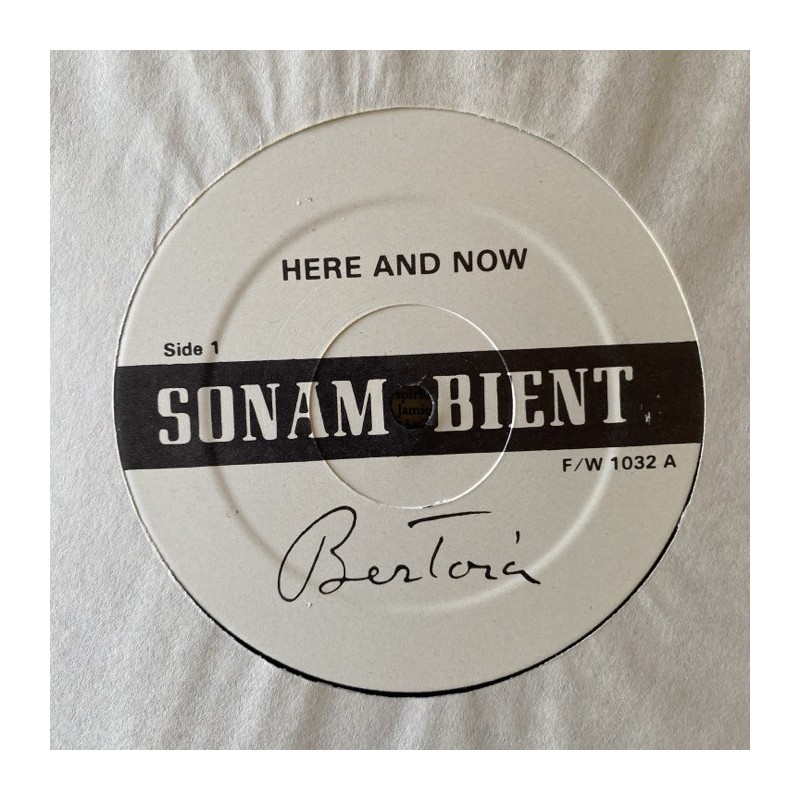 HERE AND NOW
Side 1
SONAM BIENT
F/W 1032 A
Bertoia